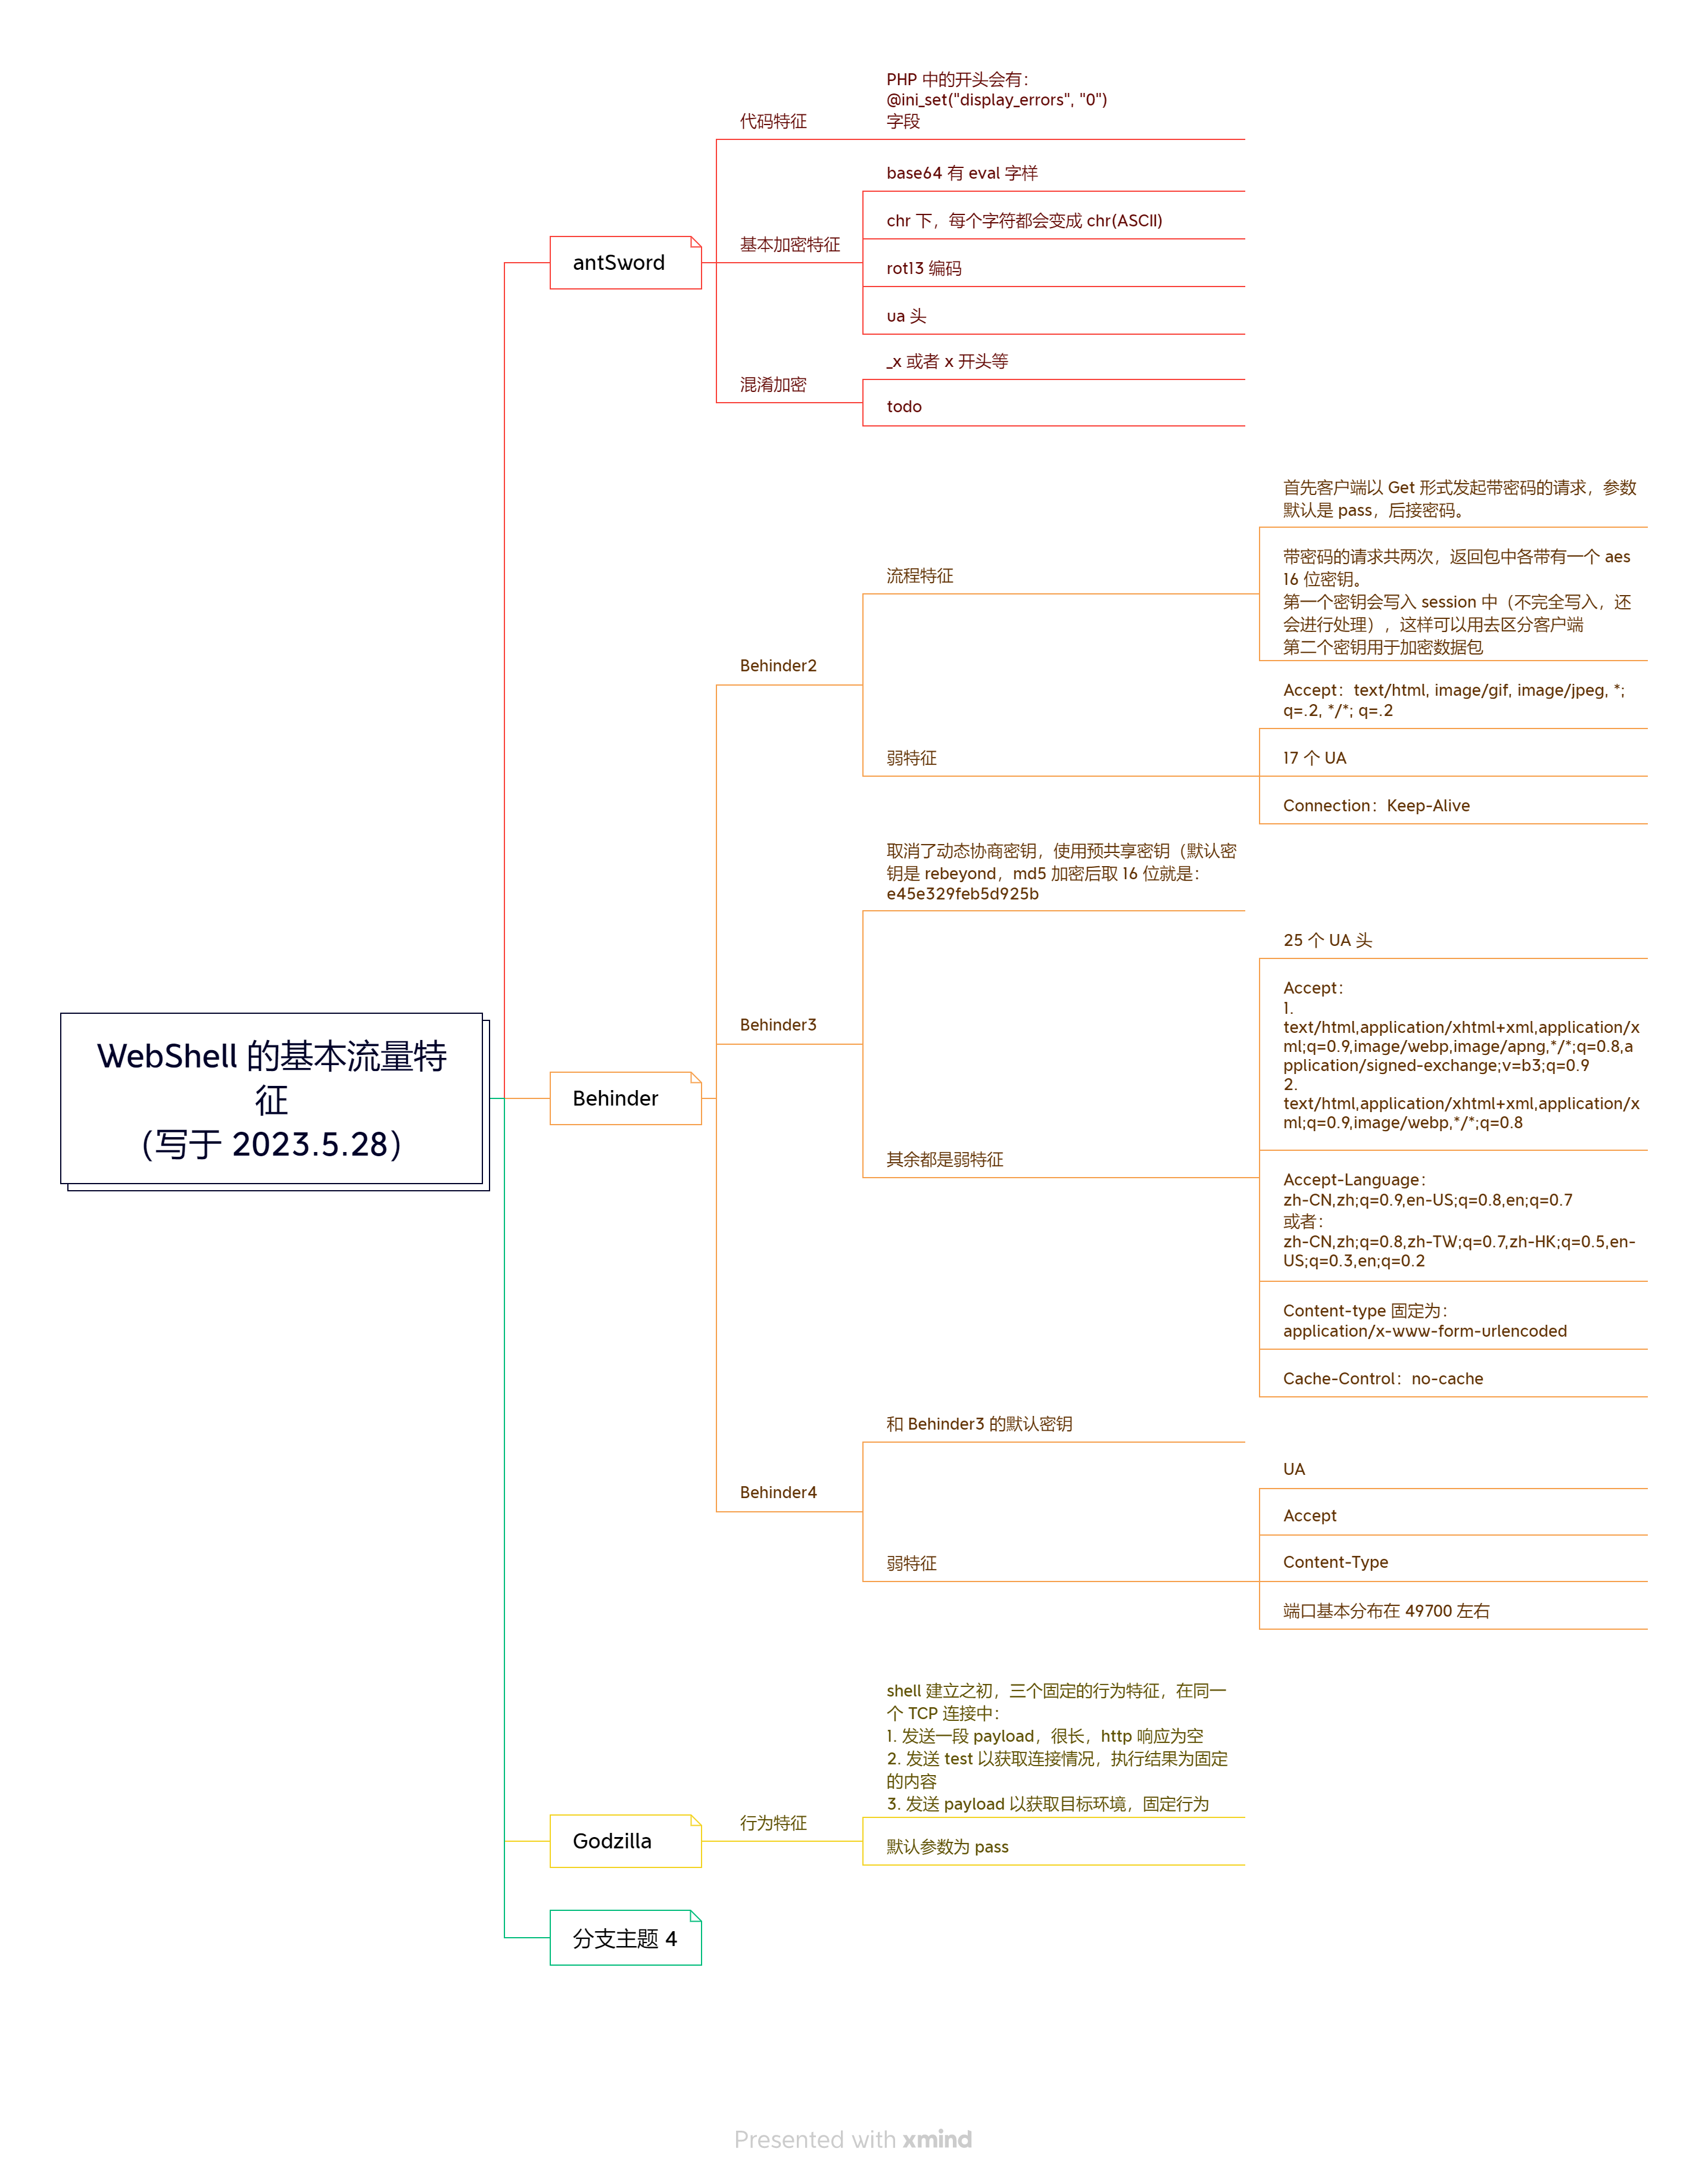 WebShell 的基本流量特
征
（写于 2023.5.28）
antSword
代码特征
PHP 中的开头会有：
@ini_set("display_errors", "0")
字段
基本加密特征
base64 有 eval 字样
chr 下，每个字符都会变成 chr(ASCII)
rot13 编码
ua 头
混淆加密
_x 或者 x 开头等
todo
Behinder
Behinder2
流程特征
首先客户端以 Get 形式发起带密码的请求，参数
默认是 pass，后接密码。
带密码的请求共两次，返回包中各带有一个 aes
16 位密钥。
第一个密钥会写入 session 中（不完全写入，还
会进行处理），这样可以用去区分客户端
第二个密钥用于加密数据包
弱特征
Accept：text/html, image/gif, image/jpeg, *;
q=.2, */*; q=.2
17 个 UA
Connection：Keep-Alive
Behinder3
取消了动态协商密钥，使用预共享密钥（默认密
钥是 rebeyond，md5 加密后取 16 位就是：
e45e329feb5d925b
其余都是弱特征
25 个 UA 头
Accept：
1.
text/html,application/xhtml+xml,application/x
ml;q=0.9,image/webp,image/apng,*/*;q=0.8,a
pplication/signed-exchange;v=b3;q=0.9
2.
text/html,application/xhtml+xml,application/x
ml;q=0.9,image/webp,*/*;q=0.8
Accept-Language：
zh-CN,zh;q=0.9,en-US;q=0.8,en;q=0.7
或者：
zh-CN,zh;q=0.8,zh-TW;q=0.7,zh-HK;q=0.5,en-
US;q=0.3,en;q=0.2
Content-type 固定为：
application/x-www-form-urlencoded
Cache-Control：no-cache
Behinder4
和 Behinder3 的默认密钥
弱特征
UA
Accept
Content-Type
端口基本分布在 49700 左右
Godzilla
行为特征
shell 建立之初，三个固定的行为特征，在同一
个 TCP 连接中：
1. 发送一段 payload，很长，http 响应为空
2. 发送 test 以获取连接情况，执行结果为固定
的内容
3. 发送 payload 以获取目标环境，固定行为
默认参数为 pass
分支主题 4
Presented with xmind